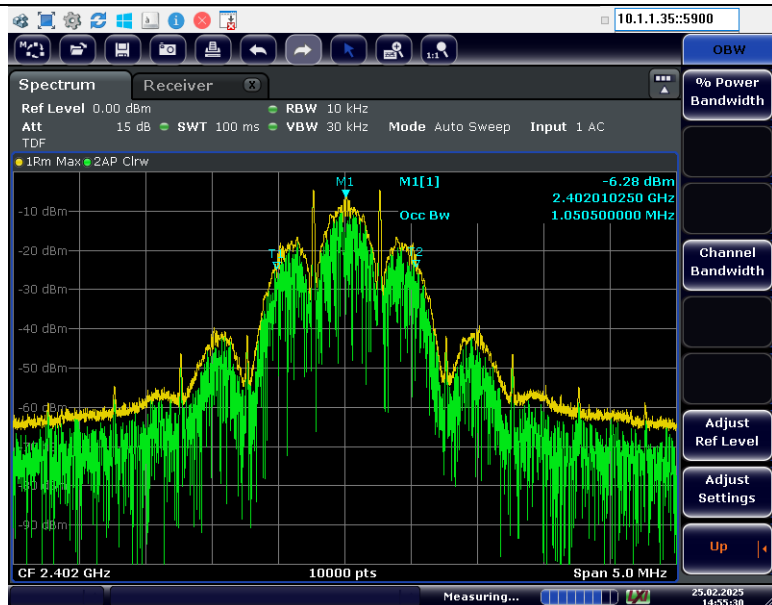 10.1.1.35::5900
1:1
OBW
Spectrum
Receiver
% Power
Bandwidth
Ref Level 0.00 dBm
RBW 10 kHz
Att 15 dB SWT 100 ms VBW 30 kHz Mode Auto Sweep Input 1 AC
TDF
1Rm Max 2AP Clrw
M1
M1[1] -6.28 dBm
2.402010250 GHz
Occ Bw 1.050500000 MHz
-10 dBm
-20 dBm
-30 dBm
-40 dBm
-50 dBm
-60 dBm
-80 dBm
-90 dBm
Channel
Bandwidth
Adjust
Ref Level
Adjust
Settings
Up
CF 2.402 GHz 10000 pts Span 5.0 MHz
Measuring...
25.02.2025
14:55:30